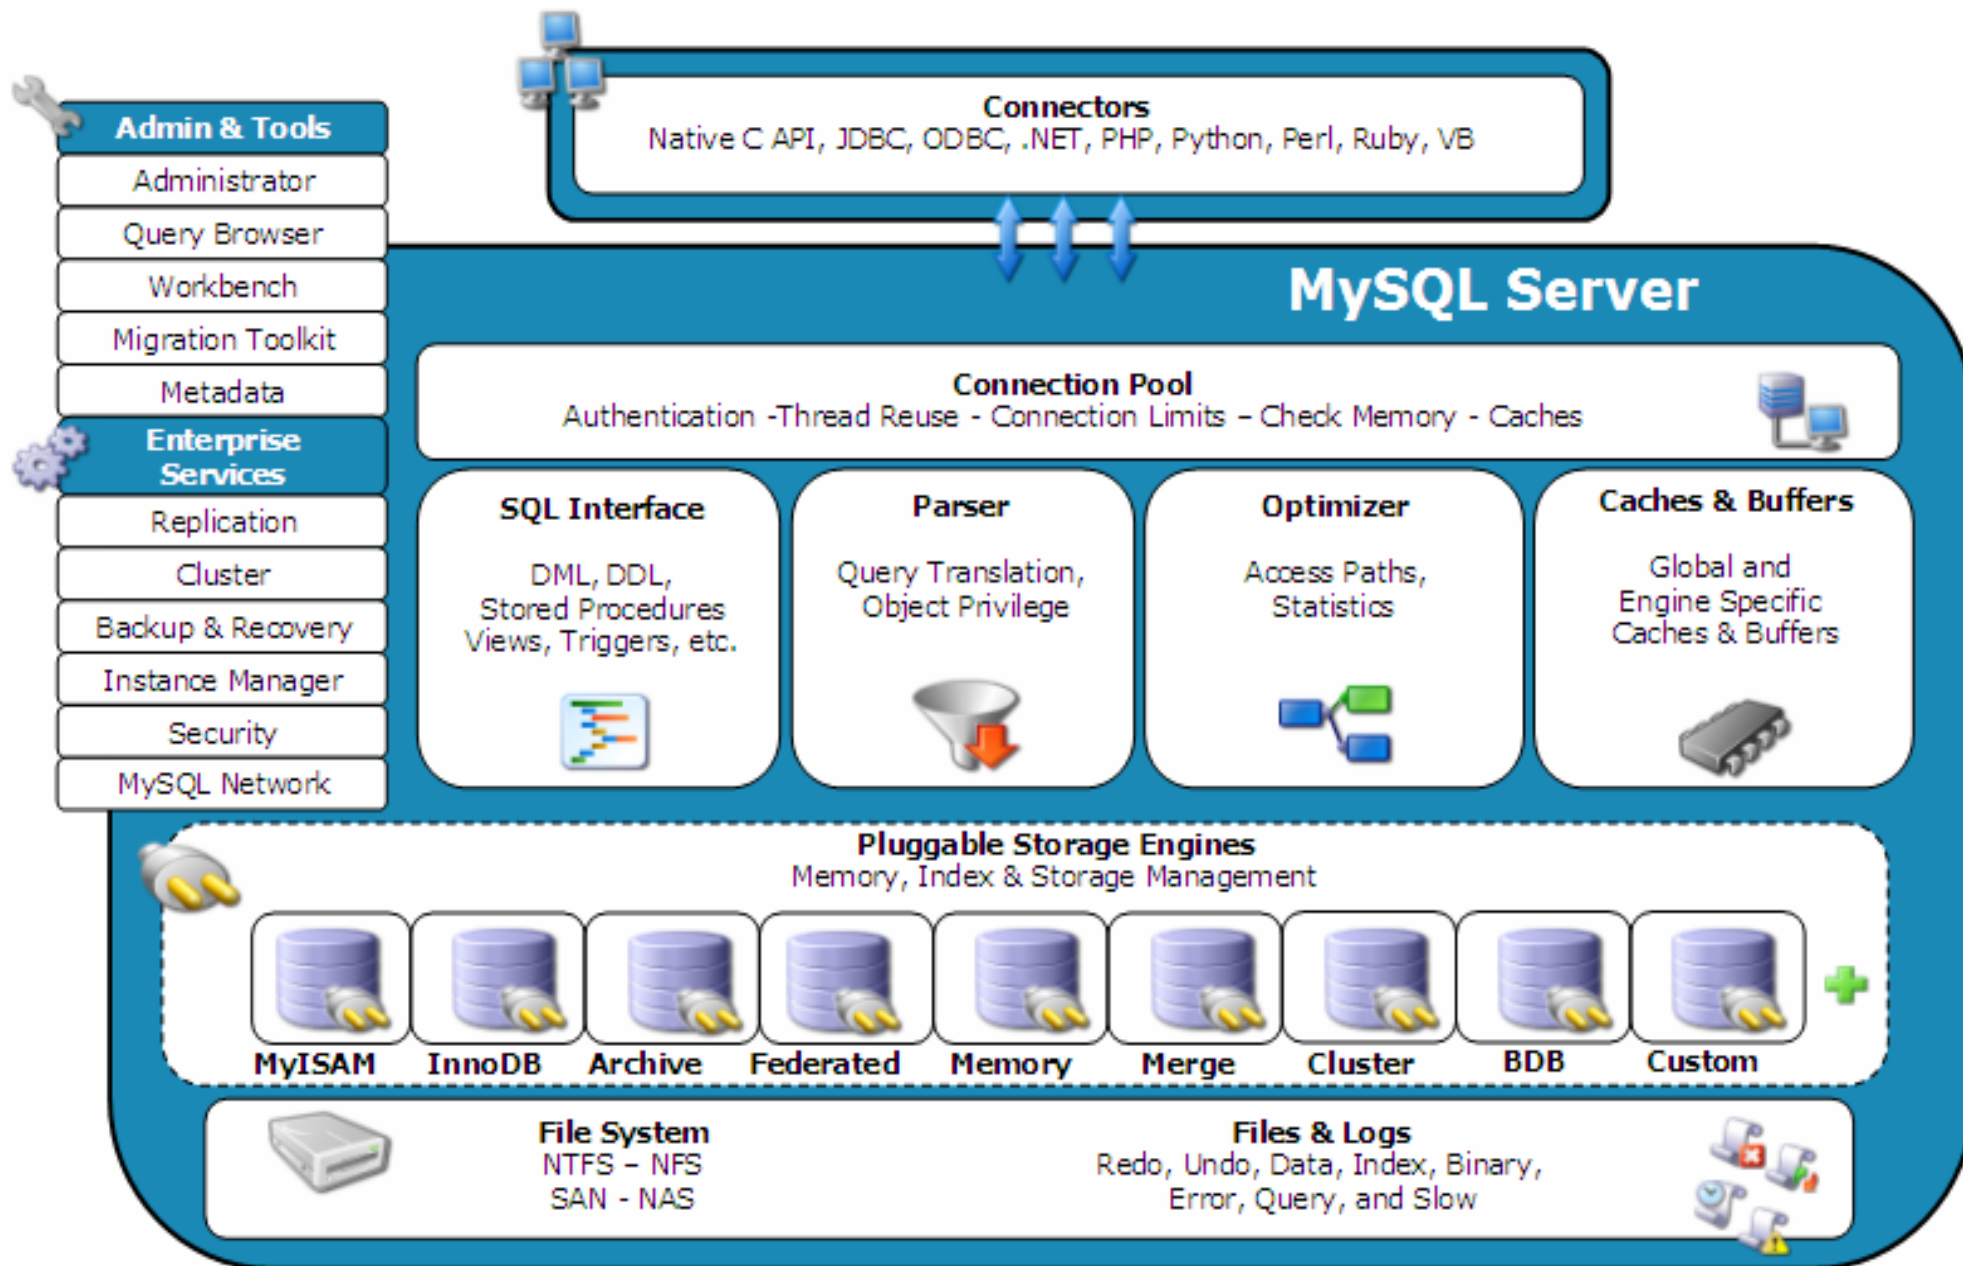 Connectors
Native C API, JDBC, ODBC, .NET, PHP, Python, Perl, Ruby, VB
Admin & Tools
Administrator
Query Browser
Workbench
Migration Toolkit
Metadata
Enterprise
Services
Replication
Cluster
Backup & Recovery
Instance Manager
Security
MySQL Network
MySQL Server
Connection Pool
Authentication -Thread Reuse - Connection Limits – Check Memory - Caches
SQL Interface
DML, DDL,
Stored Procedures
Views, Triggers, etc.
Parser
Query Translation,
Object Privilege
Optimizer
Access Paths,
Statistics
Caches & Buffers
Global and
Engine Specific
Caches & Buffers
Pluggable Storage Engines
Memory, Index & Storage Management
MyISAM
InnoDB
Archive
Federated
Memory
Merge
Cluster
BDB
Custom
File System
NTFS – NFS
SAN - NAS
Files & Logs
Redo, Undo, Data, Index, Binary,
Error, Query, and Slow